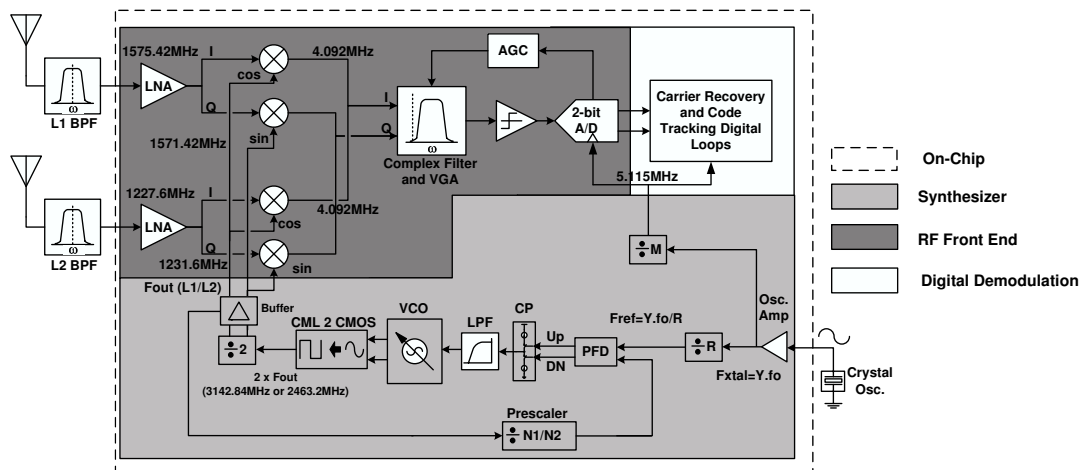 1575.42MHz
I
4.092MHz
AGC
cos
LNA
ω
L1 BPF
Q
sin
1571.42MHz
I
Q
ω
Complex Filter
and VGA
2-bit
A/D
Carrier Recovery
and Code
Tracking Digital
Loops
5.115MHz
1227.6MHz
I
4.092MHz
cos
LNA
ω
L2 BPF
Q
sin
1231.6MHz
Fout (L1/L2)
Buffer
÷2
CML 2 CMOS
2 x Fout
(3142.84MHz or 2463.2MHz)
VCO
LPF
CP
Up
DN
PFD
Fref=Y.fo/R
÷R
÷M
Osc.
Amp
Fxtal=Y.fo
Crystal
Osc.
Prescaler
÷ N1/N2
On-Chip
Synthesizer
RF Front End
Digital Demodulation